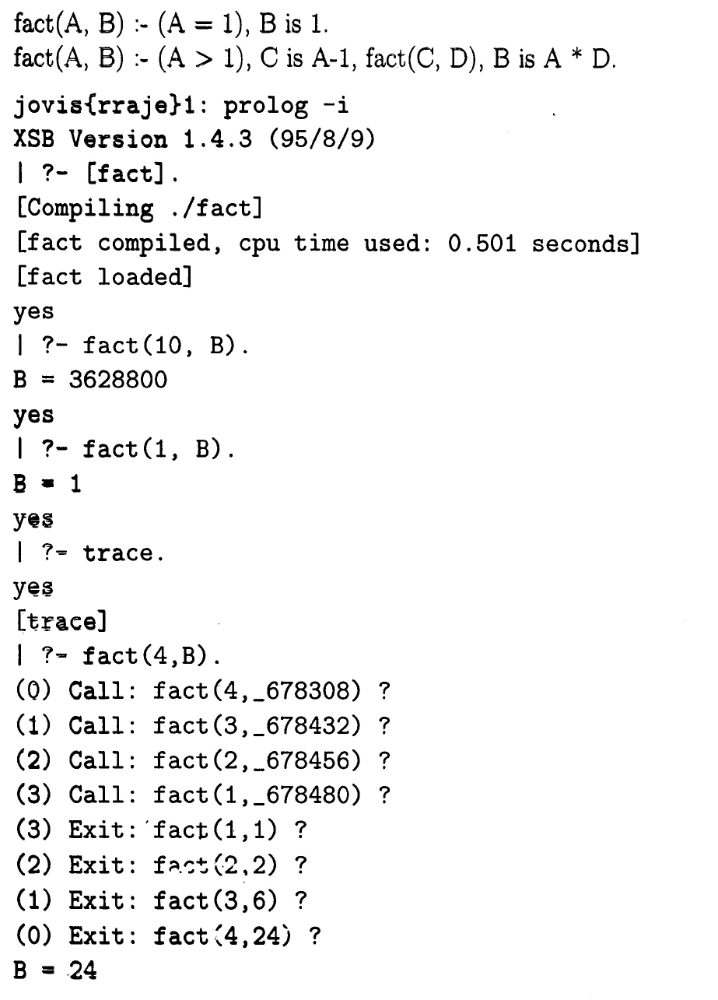 fact(A, B) :- (A = 1), B is 1.
fact(A, B) :- (A > 1), C is A-1, fact(C, D), B is A * D.
jovis{rraje}1: prolog -i
XSB Version 1.4.3 (95/8/9)
| ?- [fact].
[Compiling ./fact]
[fact compiled, cpu time used: 0.501 seconds]
[fact loaded]
yes
| ?- fact(10, B).
B = 3628800
yes
| ?- fact(1, B).
B = 1
yes
| ?- trace.
yes
[trace]
| ?- fact(4,B).
(0) Call: fact(4,_678308) ?
(1) Call: fact(3,_678432) ?
(2) Call: fact(2,_678456) ?
(3) Call: fact(1,_678480) ?
(3) Exit: fact(1,1) ?
(2) Exit: fact(2,2) ?
(1) Exit: fact(3,6) ?
(0) Exit: fact(4,24) ?
B = 24